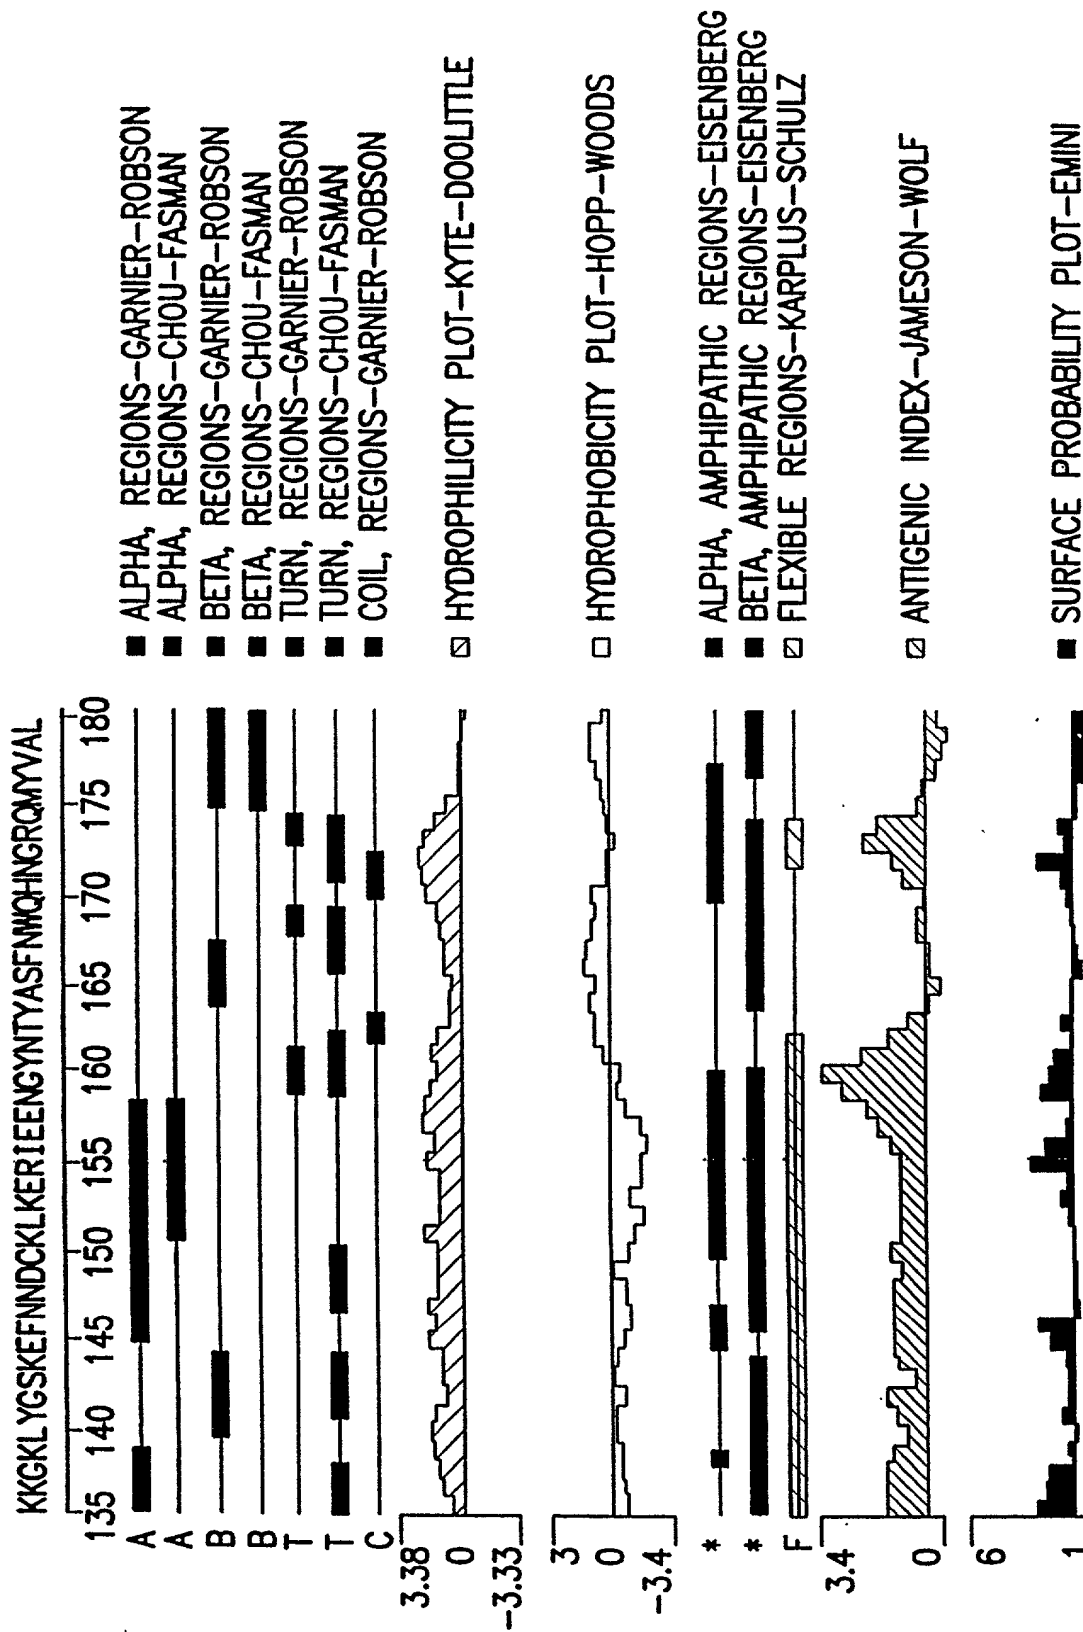 KKGKLYGSKEFNNDCKLKERIEENGYNTYASFNWQHNGRQMYVAL
135 140 145 150 155 160 165 170 175 180
A ALPHA, REGIONS-GARNIER-ROBSON
A ALPHA, REGIONS-CHOU-FASMAN
B BETA, REGIONS-GARNIER-ROBSON
B BETA, REGIONS-CHOU-FASMAN
T TURN, REGIONS-GARNIER-ROBSON
T TURN, REGIONS-CHOU-FASMAN
C COIL, REGIONS-GARNIER-ROBSON
3.38
0 HYDROPHILICITY PLOT-KYTE-DOOLITTLE
-3.33
3
0 HYDROPHOBICITY PLOT-HOPP-WOODS
-3.4
* ALPHA, AMPHIPATHIC REGIONS-EISENBERG
* BETA, AMPHIPATHIC REGIONS-EISENBERG
F FLEXIBLE REGIONS-KARPLUS-SCHULZ
3.4
ANTIGENIC INDEX-JAMESON-WOLF
0
6
SURFACE PROBABILITY PLOT-EMINI
1